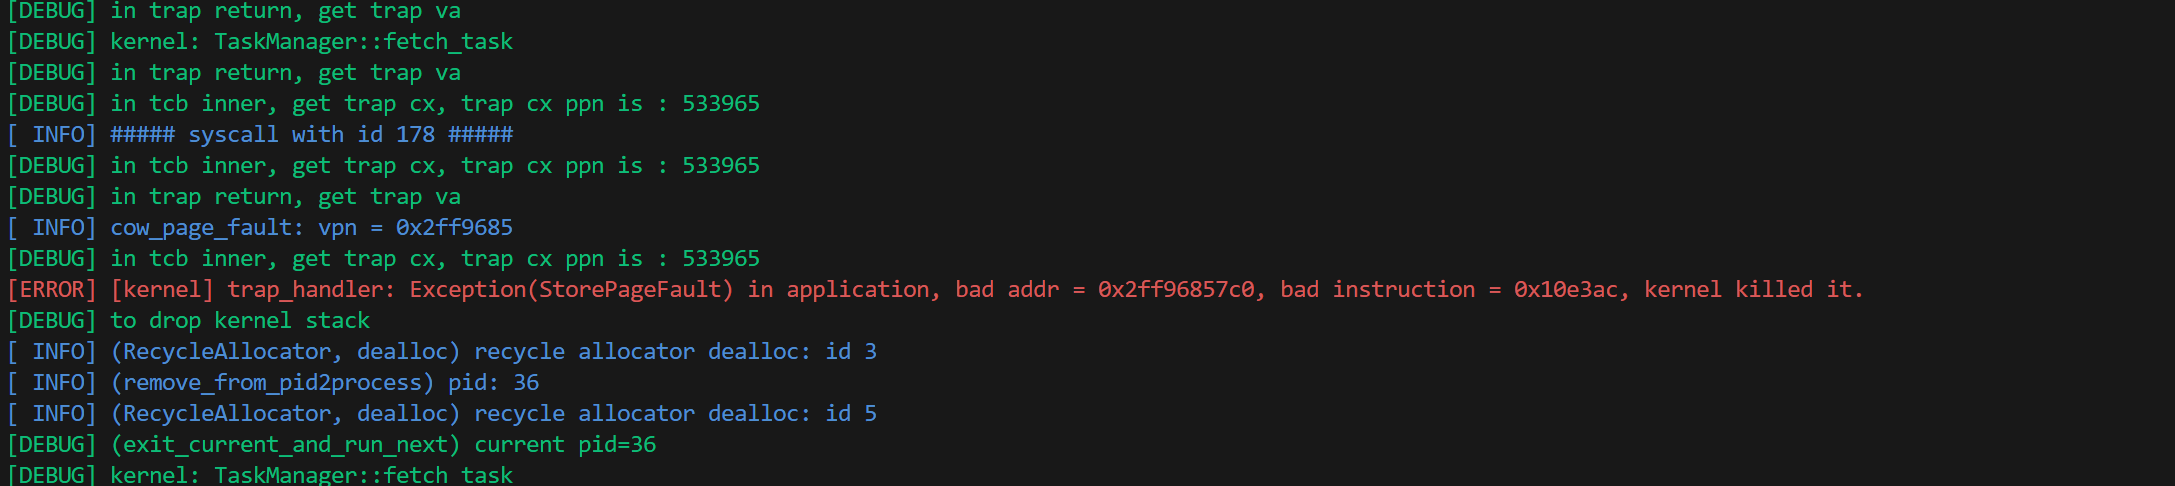 [DEBUG] in trap return, get trap va
[DEBUG] kernel: TaskManager::fetch_task
[DEBUG] in trap return, get trap va
[DEBUG] in tcb inner, get trap cx, trap cx ppn is : 533965
[ INFO] ##### syscall with id 178 #####
[DEBUG] in tcb inner, get trap cx, trap cx ppn is : 533965
[DEBUG] in trap return, get trap va
[ INFO] cow_page_fault: vpn = 0x2ff9685
[DEBUG] in tcb inner, get trap cx, trap cx ppn is : 533965
[ERROR] [kernel] trap_handler: Exception(StorePageFault) in application, bad addr = 0x2ff96857c0, bad instruction = 0x10e3ac, kernel killed it.
[DEBUG] to drop kernel stack
[ INFO] (RecycleAllocator, dealloc) recycle allocator dealloc: id 3
[ INFO] (remove_from_pid2process) pid: 36
[ INFO] (RecycleAllocator, dealloc) recycle allocator dealloc: id 5
[DEBUG] (exit_current_and_run_next) current pid=36
[DEBUG] kernel: TaskManager::fetch_task